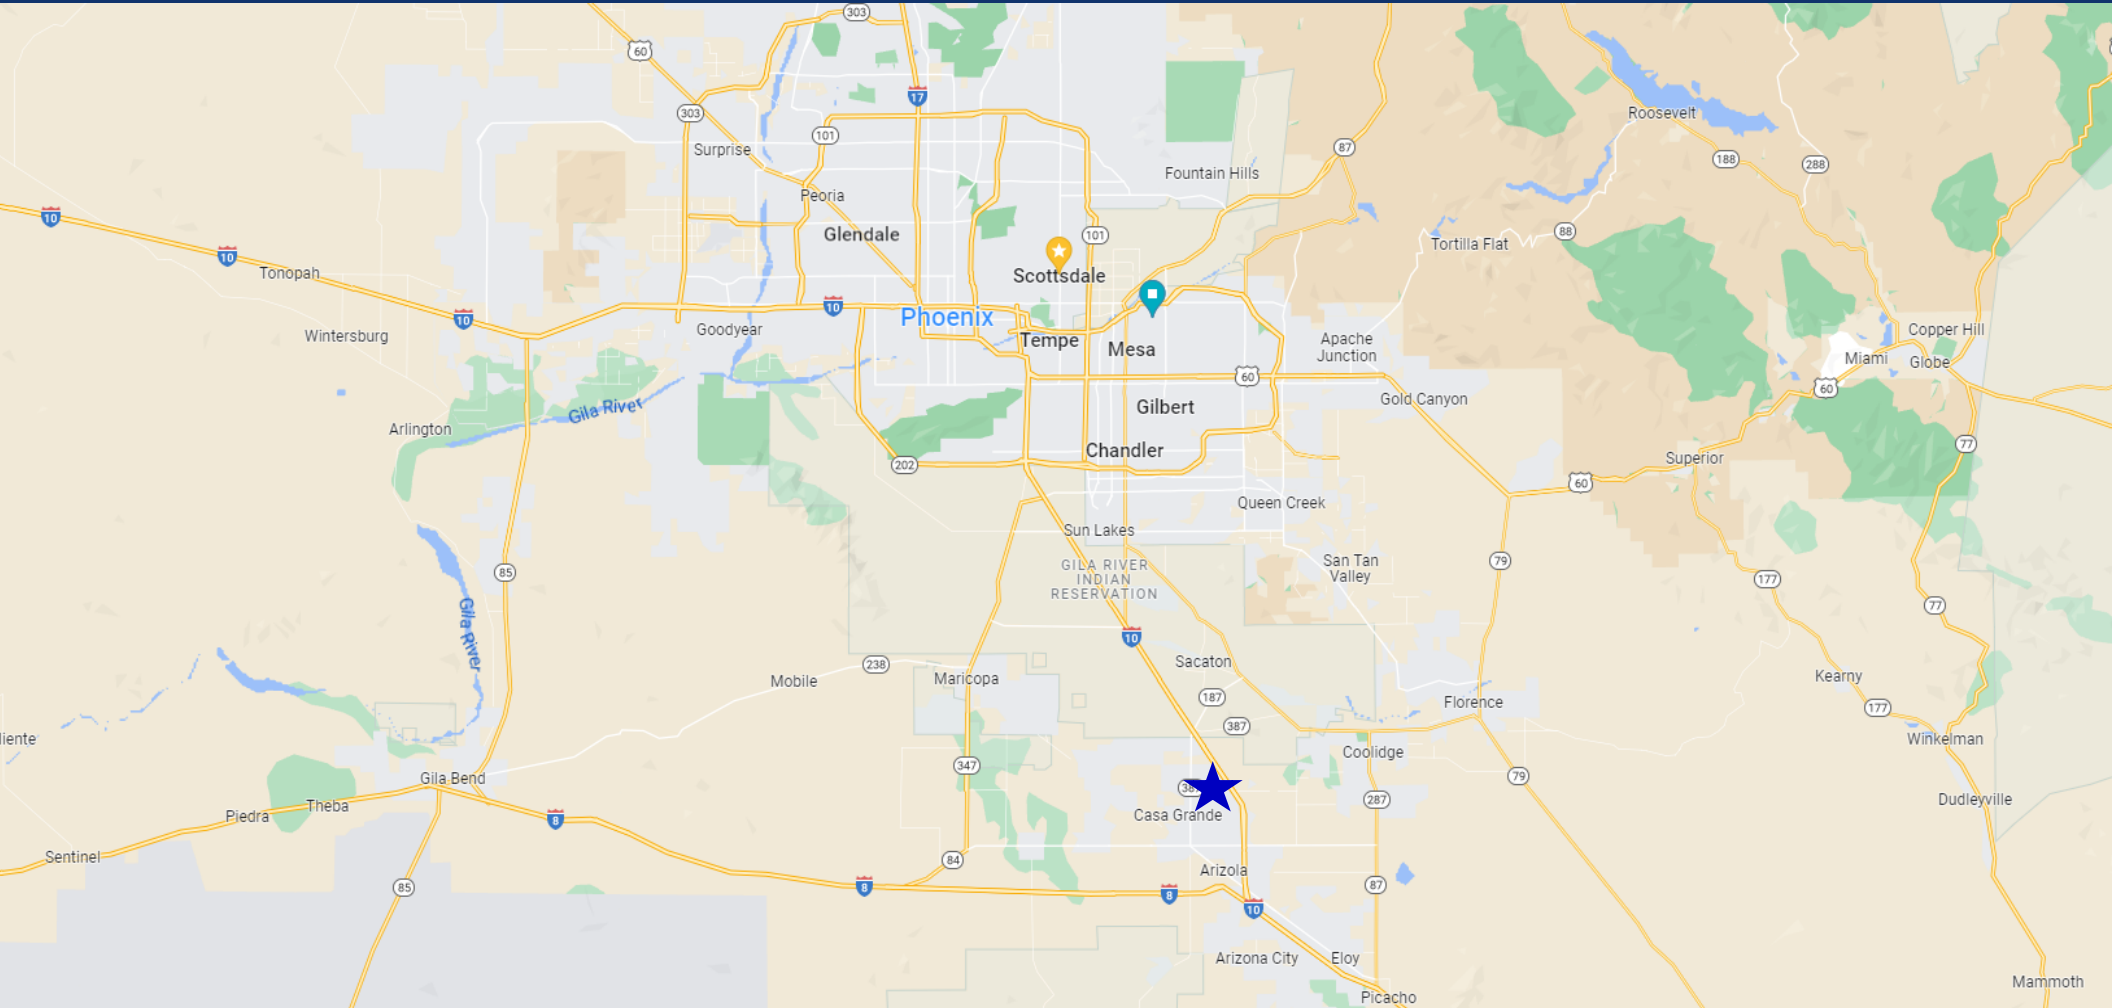 303
60
17
303
101
Surprise
Roosevelt
87
188
288
Fountain Hills
Peoria
10
Glendale
101
88
Tortilla Flat
10
Tonopah
Scottsdale
10
10
Phoenix
Goodyear
Wintersburg
Tempe
Mesa
Apache
Junction
Copper Hill
Miami
Globe
60
60
Gold Canyon
Gila River
Gilbert
Arlington
77
Chandler
202
Superior
60
Queen Creek
Sun Lakes
GILA RIVER
INDIAN
RESERVATION
San Tan
Valley
79
85
177
77
Gila River
10
Sacaton
238
Mobile
Maricopa
187
Kearny
Florence
177
387
iente
Winkelman
Coolidge
347
Gila Bend
79
Theba
Piedra
Casa Grande
287
Dudleyville
8
Sentinel
84
Arizola
85
8
8
87
10
Arizona City
Eloy
Mammoth
Picacho